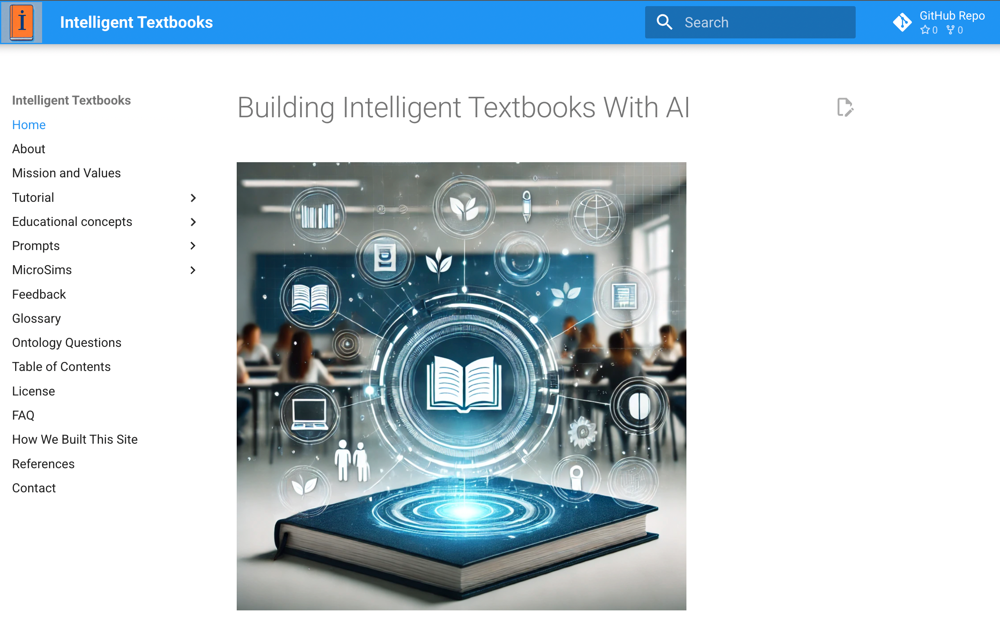 i
Intelligent Textbooks
Search
GitHub Repo
0 0
Intelligent Textbooks
Home
About
Mission and Values
Tutorial
Educational concepts
Prompts
MicroSims
Feedback
Glossary
Ontology Questions
Table of Contents
License
FAQ
How We Built This Site
References
Contact
Building Intelligent Textbooks With AI